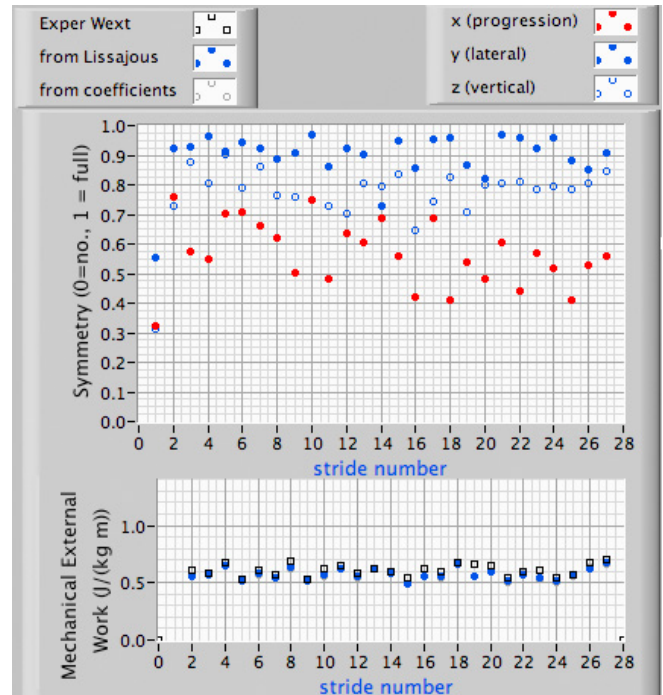 Exper Wext
from Lissajous
from coefficients
x (progression)
y (lateral)
z (vertical)
Symmetry (0=no., 1 = full)
1.0
0.9
0.8
0.7
0.6
0.5
0.4
0.3
0.2
0.1
0.0
0 2 4 6 8 10 12 14 16 18 20 22 24 26 28
stride number
Mechanical External
Work (J/(kg m))
1.0
0.5
0.0
0 2 4 6 8 10 12 14 16 18 20 22 24 26 28
stride number